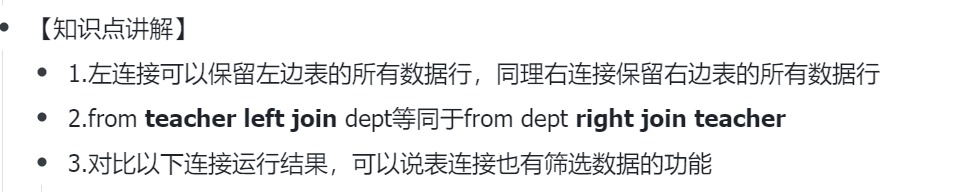 【知识点讲解】
1.左连接可以保留左边表的所有数据行，同理右连接保留右边表的所有数据行
2.from teacher left join dept等同于from dept right join teacher
3.对比以下连接运行结果，可以说表连接也有筛选数据的功能